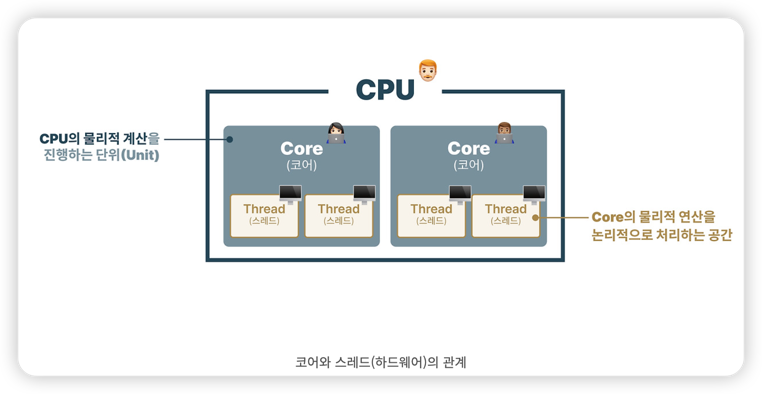 CPU
CPU의 물리적 계산을
진행하는 단위(Unit)
Core
(코어)
Thread
(스레드)
Thread
(스레드)
Core
(코어)
Thread
(스레드)
Thread
(스레드)
Core의 물리적 연산을
논리적으로 처리하는 공간
코어와 스레드(하드웨어)의 관계